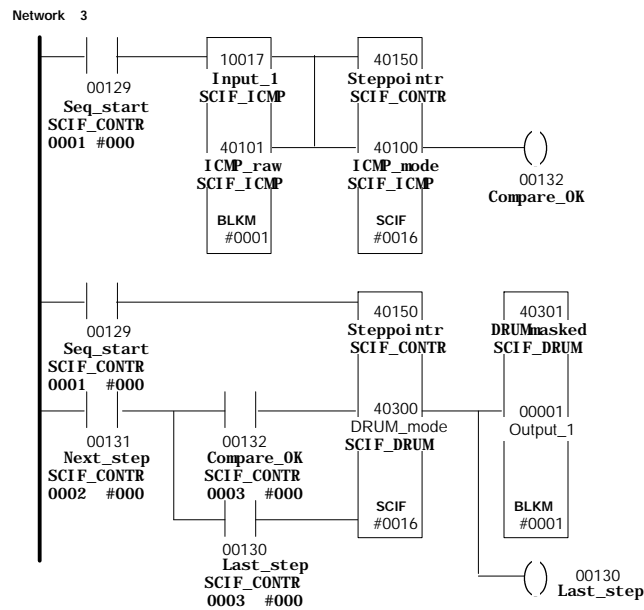 Network 3
10017 40150
00129 Input_1 Steppointr
Seq_start SCIF_ICMP SCIF_CONTR
SCIF_CONTR
0001 #000 40101 40100
ICMP_raw ICMP_mode 00132
SCIF_ICMP SCIF_ICMP Compare_OK
BLKM SCIF
#0001 #0016
40150 40301
00129 Steppointr DRUMmasked
Seq_start SCIF_CONTR SCIF_DRUM
SCIF_CONTR
0001 #000
40300 00001
00131 00132 DRUM_mode Output_1
Next_step Compare_OK SCIF_DRUM
SCIF_CONTR SCIF_CONTR
0002 #000 0003 #000
SCIF BLKM
#0016 #0001
00130
Last_step 00130
SCIF_CONTR Last_step
0003 #000